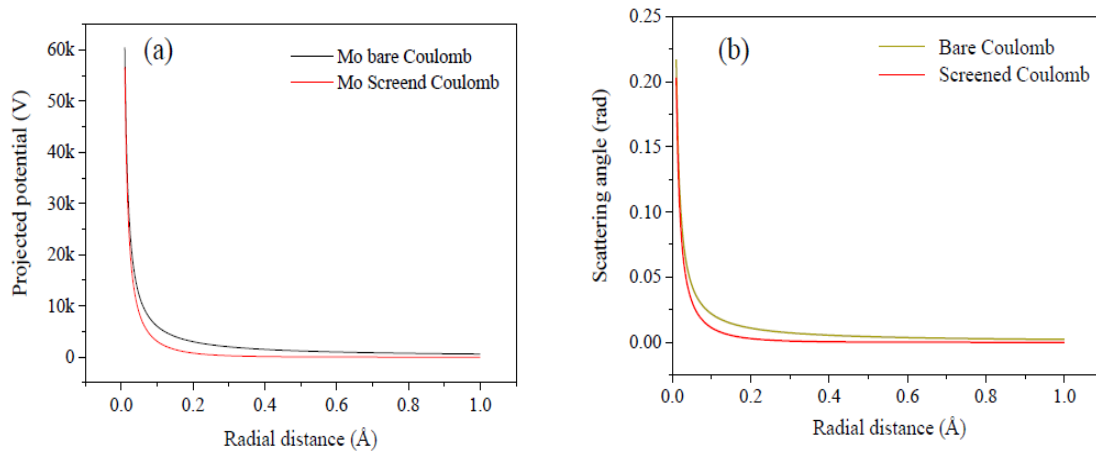 (a)
Mo bare Coulomb
Mo Screend Coulomb
Projected potential (V)
60k
50k
40k
30k
20k
10k
0
0.0 0.2 0.4 0.6 0.8 1.0
Radial distance (Å)
(b)
Bare Coulomb
Screened Coulomb
Scattering angle (rad)
0.25
0.20
0.15
0.10
0.05
0.00
0.0 0.2 0.4 0.6 0.8 1.0
Radial distance (Å)